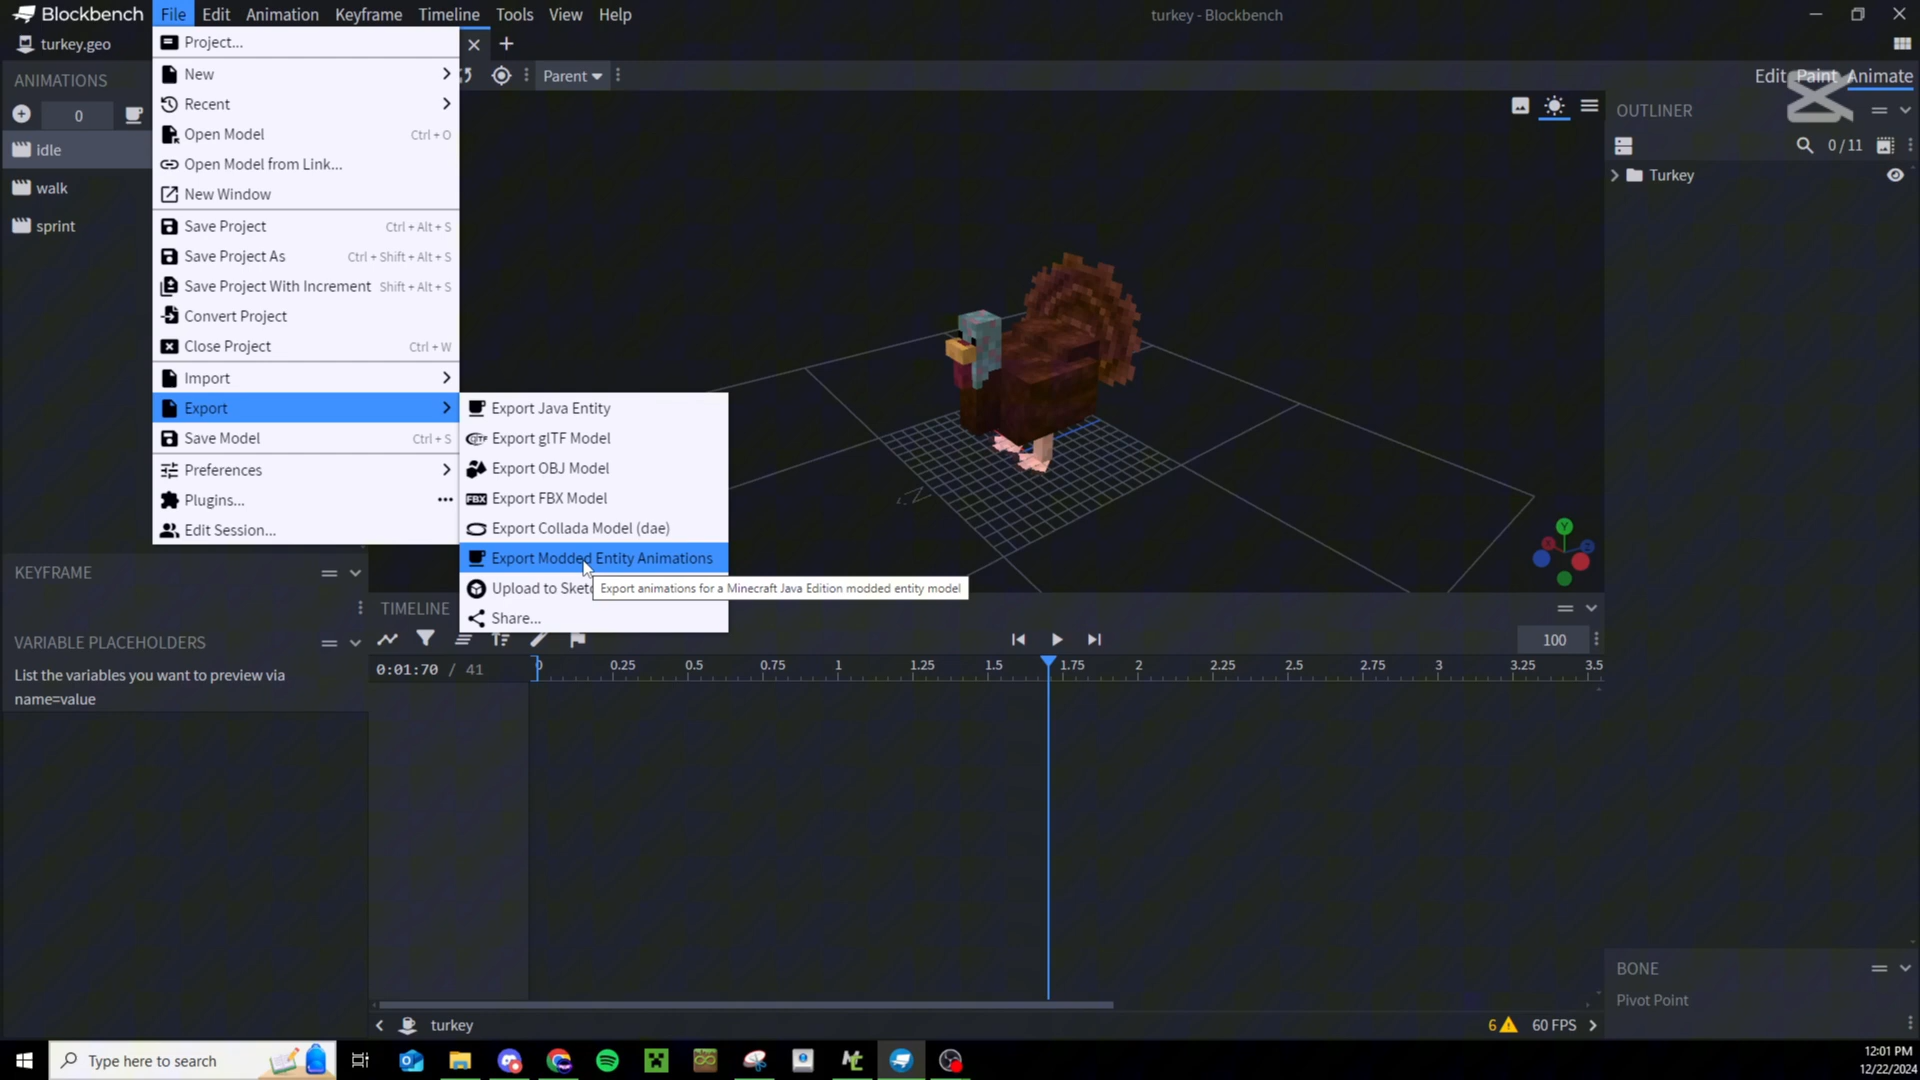 Blockbench File Edit Animation Keyframe Timeline Tools View Help
turkey - Blockbench
turkey.geo
Project...
New
Recent
Open Model Ctrl + O
Open Model from Link...
New Window
Save Project Ctrl + Alt + S
Save Project As Ctrl + Shift + Alt + S
Save Project With Increment Shift + Alt + S
Convert Project
Close Project Ctrl + W
Import
Export
Save Model Ctrl + S
Preferences
Plugins...
Edit Session...
Export Java Entity
Export glTF Model
Export OBJ Model
FBX Export FBX Model
Export Collada Model (dae)
Export Modded Entity Animations
Upload to Sketc
Share...
Export animations for a Minecraft Java Edition modded entity model
ANIMATIONS
0
idle
walk
sprint
Parent
Edit Paint Animate
OUTLINER
0/11
Turkey
Y
X
Z
KEYFRAME
VARIABLE PLACEHOLDERS
List the variables you want to preview via
name=value
TIMELINE
100
0:01:70 / 41
0 0.25 0.5 0.75 1 1.25 1.5 1.75 2 2.25 2.5 2.75 3 3.25 3.5
BONE
Pivot Point
turkey
6
60 FPS
Type here to search
12:01 PM
12/22/2024